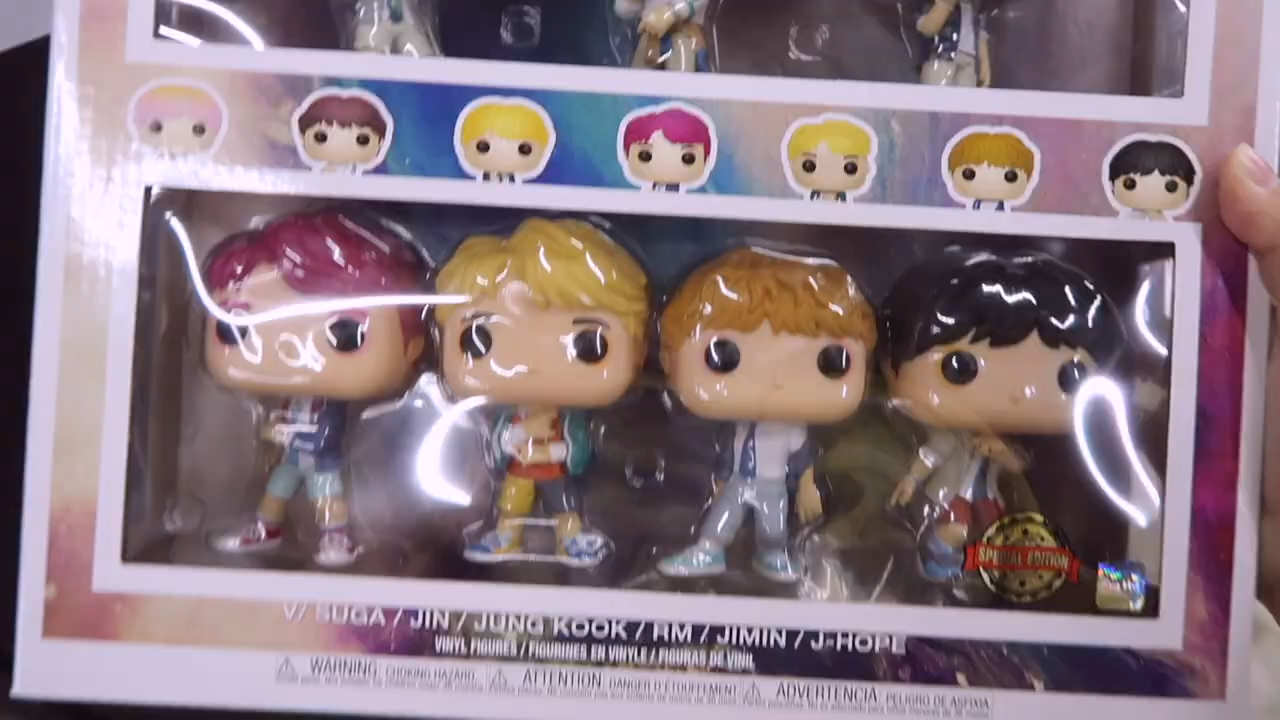 SPECIAL EDITION
V / SUGA / JIN / JUNG KOOK / RM / JIMIN / J-HOPE
VINYL FIGURES / FIGURINES EN VINYLE / FIGURAS DE VINIL
WARNING: CHOKING HAZARD. ATTENTION: DANGER D'ÉTOUFFEMENT ADVERTENCIA: PELIGRO DE ASFIXIA